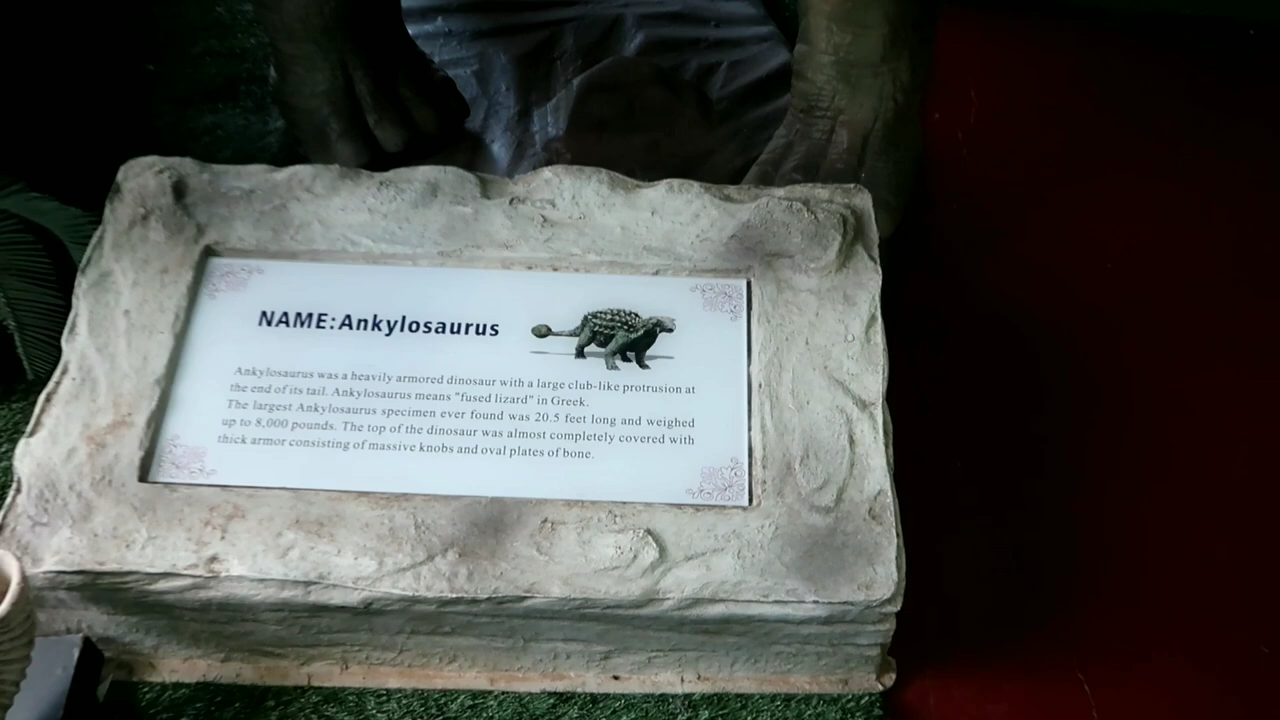 NAME:Ankylosaurus
Ankylosaurus was a heavily armored dinosaur with a large club-like protrusion at
the end of its tail. Ankylosaurus means "fused lizard" in Greek.
The largest Ankylosaurus specimen ever found was 20.5 feet long and weighed
up to 8,000 pounds. The top of the dinosaur was almost completely covered with
thick armor consisting of massive knobs and oval plates of bone.